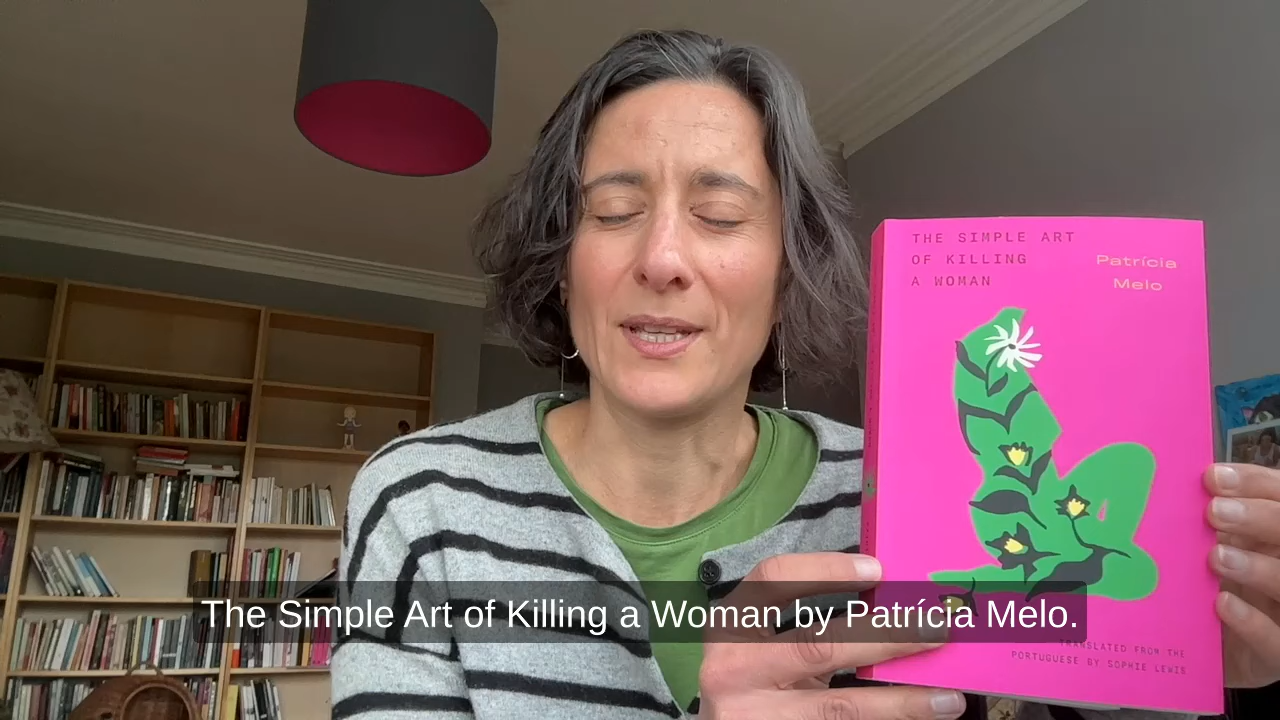 THE SIMPLE ART
OF KILLING
A WOMAN
Patrícia
Melo
The Simple Art of Killing a Woman by Patrícia Melo.
TRANSLATED FROM THE
PORTUGUESE BY SOPHIE LEWIS